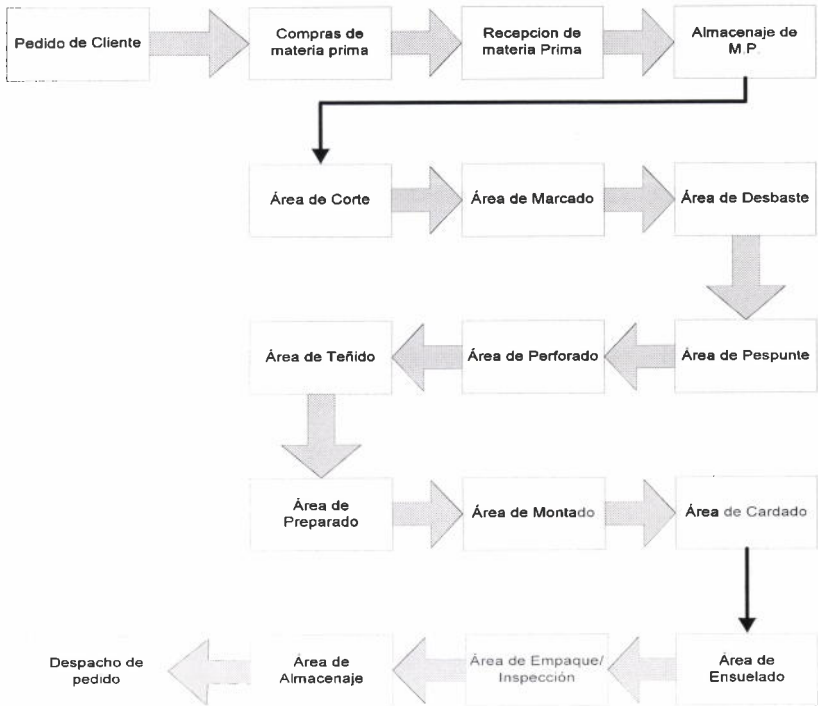 Pedido de Cliente
Compras de
materia prima
Recepcion de
materia Prima
Almacenaje de
M.P.
Área de Corte
Área de Marcado
Área de Desbaste
Área de Teñido
Área de Perforado
Área de Pespunte
Área de
Preparado
Área de Montado
Área de Cardado
Despacho de
pedido
Área de
Almacenaje
Área de Empaque/
Inspección
Área de
Ensuelado